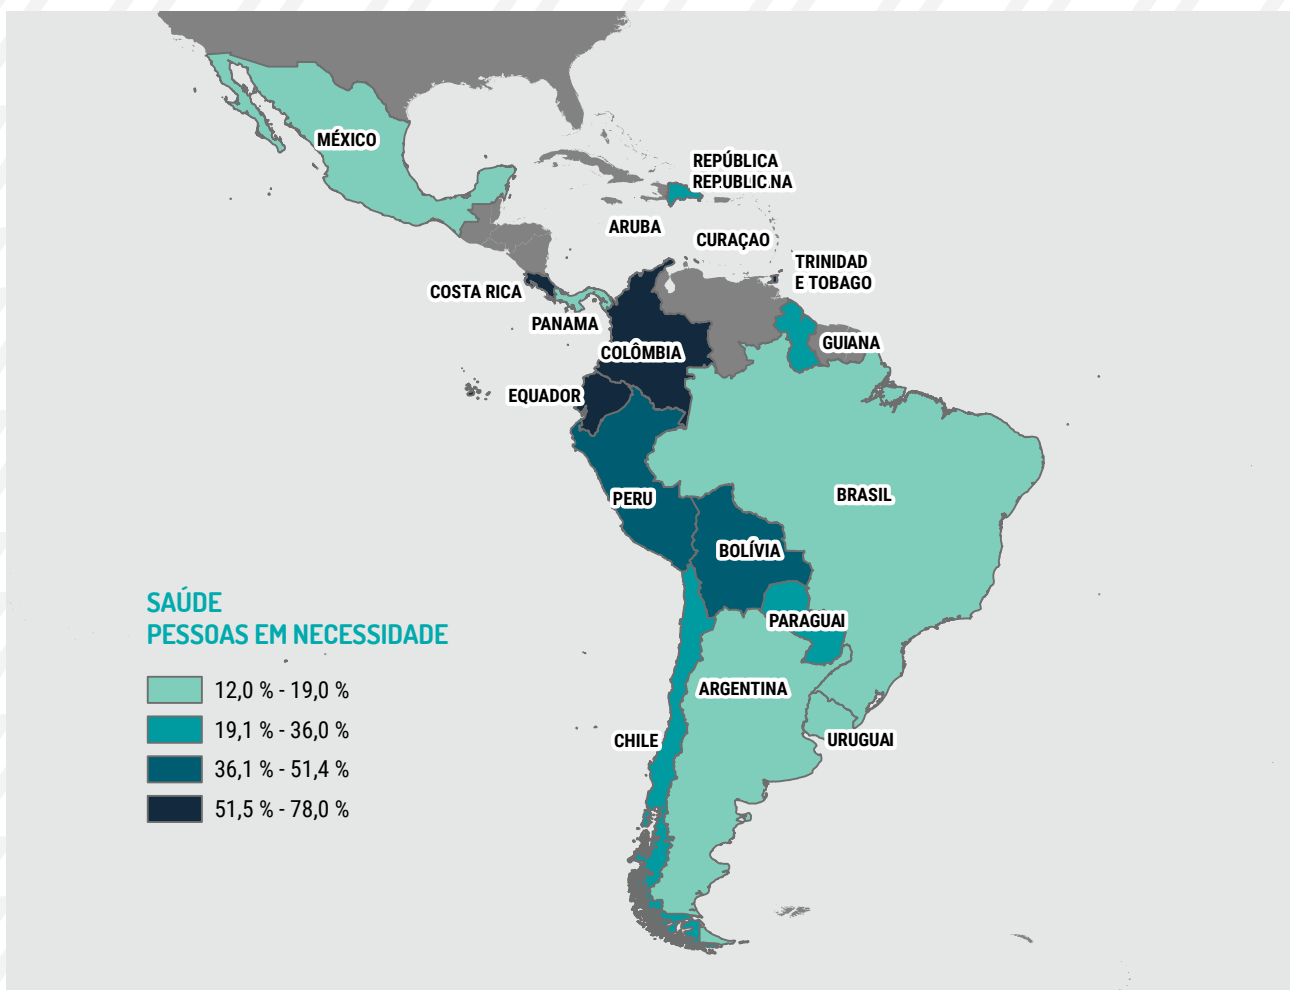 MÉXICO
REPÚBLICA
REPUBLIC.NA
ARUBA
CURAÇAO
TRINIDAD
E TOBAGO
COSTA RICA
PANAMA
GUIANA
COLÔMBIA
EQUADOR
PERU
BRASIL
BOLÍVIA
PARAGUAI
ARGENTINA
CHILE
URUGUAI
SAÚDE
PESSOAS EM NECESSIDADE
12,0 % - 19,0 %
19,1 % - 36,0 %
36,1 % - 51,4 %
51,5 % - 78,0 %